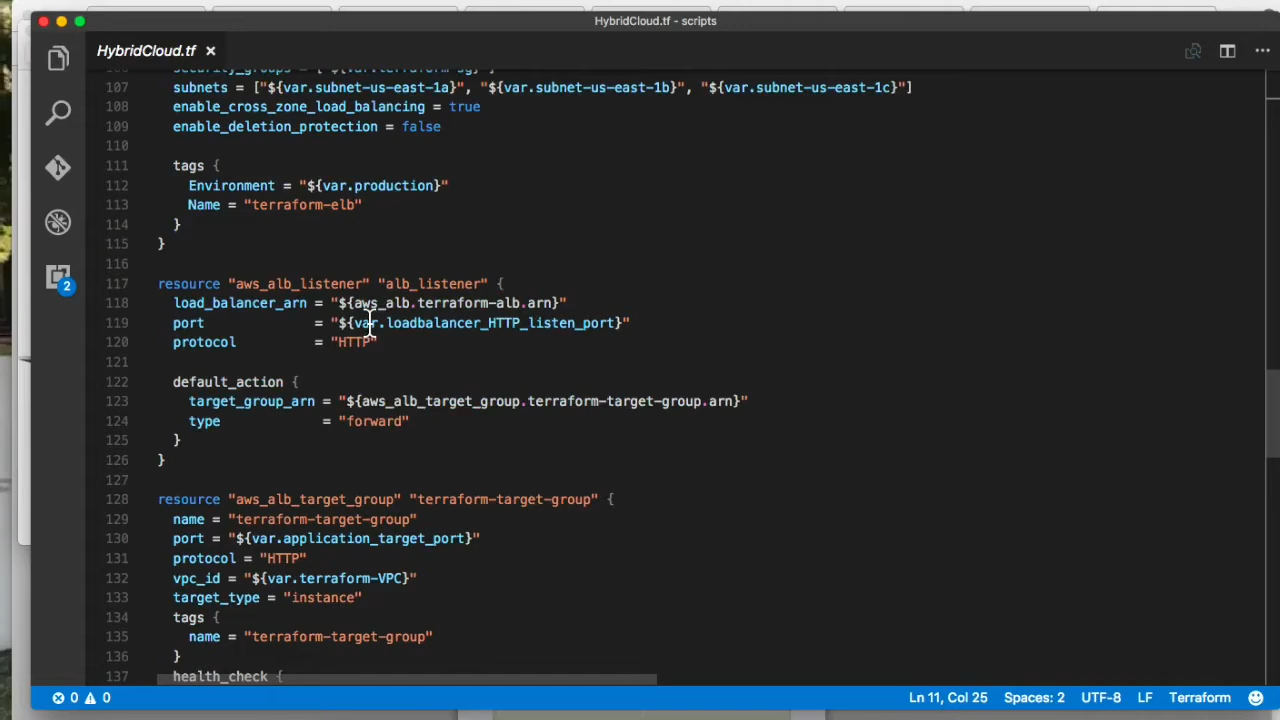 HybridCloud.tf - scripts
HybridCloud.tf ×
107 subnets = ["${var.subnet-us-east-1a}", "${var.subnet-us-east-1b}", "${var.subnet-us-east-1c}"]
108 enable_cross_zone_load_balancing = true
109 enable_deletion_protection = false
110
111 tags {
112 Environment = "${var.production}"
113 Name = "terraform-elb"
114 }
115 }
116
117 resource "aws_alb_listener" "alb_listener" {
118 load_balancer_arn = "${aws_alb.terraform-alb.arn}"
119 port = "${var.loadbalancer_HTTP_listen_port}"
120 protocol = "HTTP"
121
122 default_action {
123 target_group_arn = "${aws_alb_target_group.terraform-target-group.arn}"
124 type = "forward"
125 }
126 }
127
128 resource "aws_alb_target_group" "terraform-target-group" {
129 name = "terraform-target-group"
130 port = "${var.application_target_port}"
131 protocol = "HTTP"
132 vpc_id = "${var.terraform-VPC}"
133 target_type = "instance"
134 tags {
135 name = "terraform-target-group"
136 }
137 health_check {
2
0 0 Ln 11, Col 25 Spaces: 2 UTF-8 LF Terraform